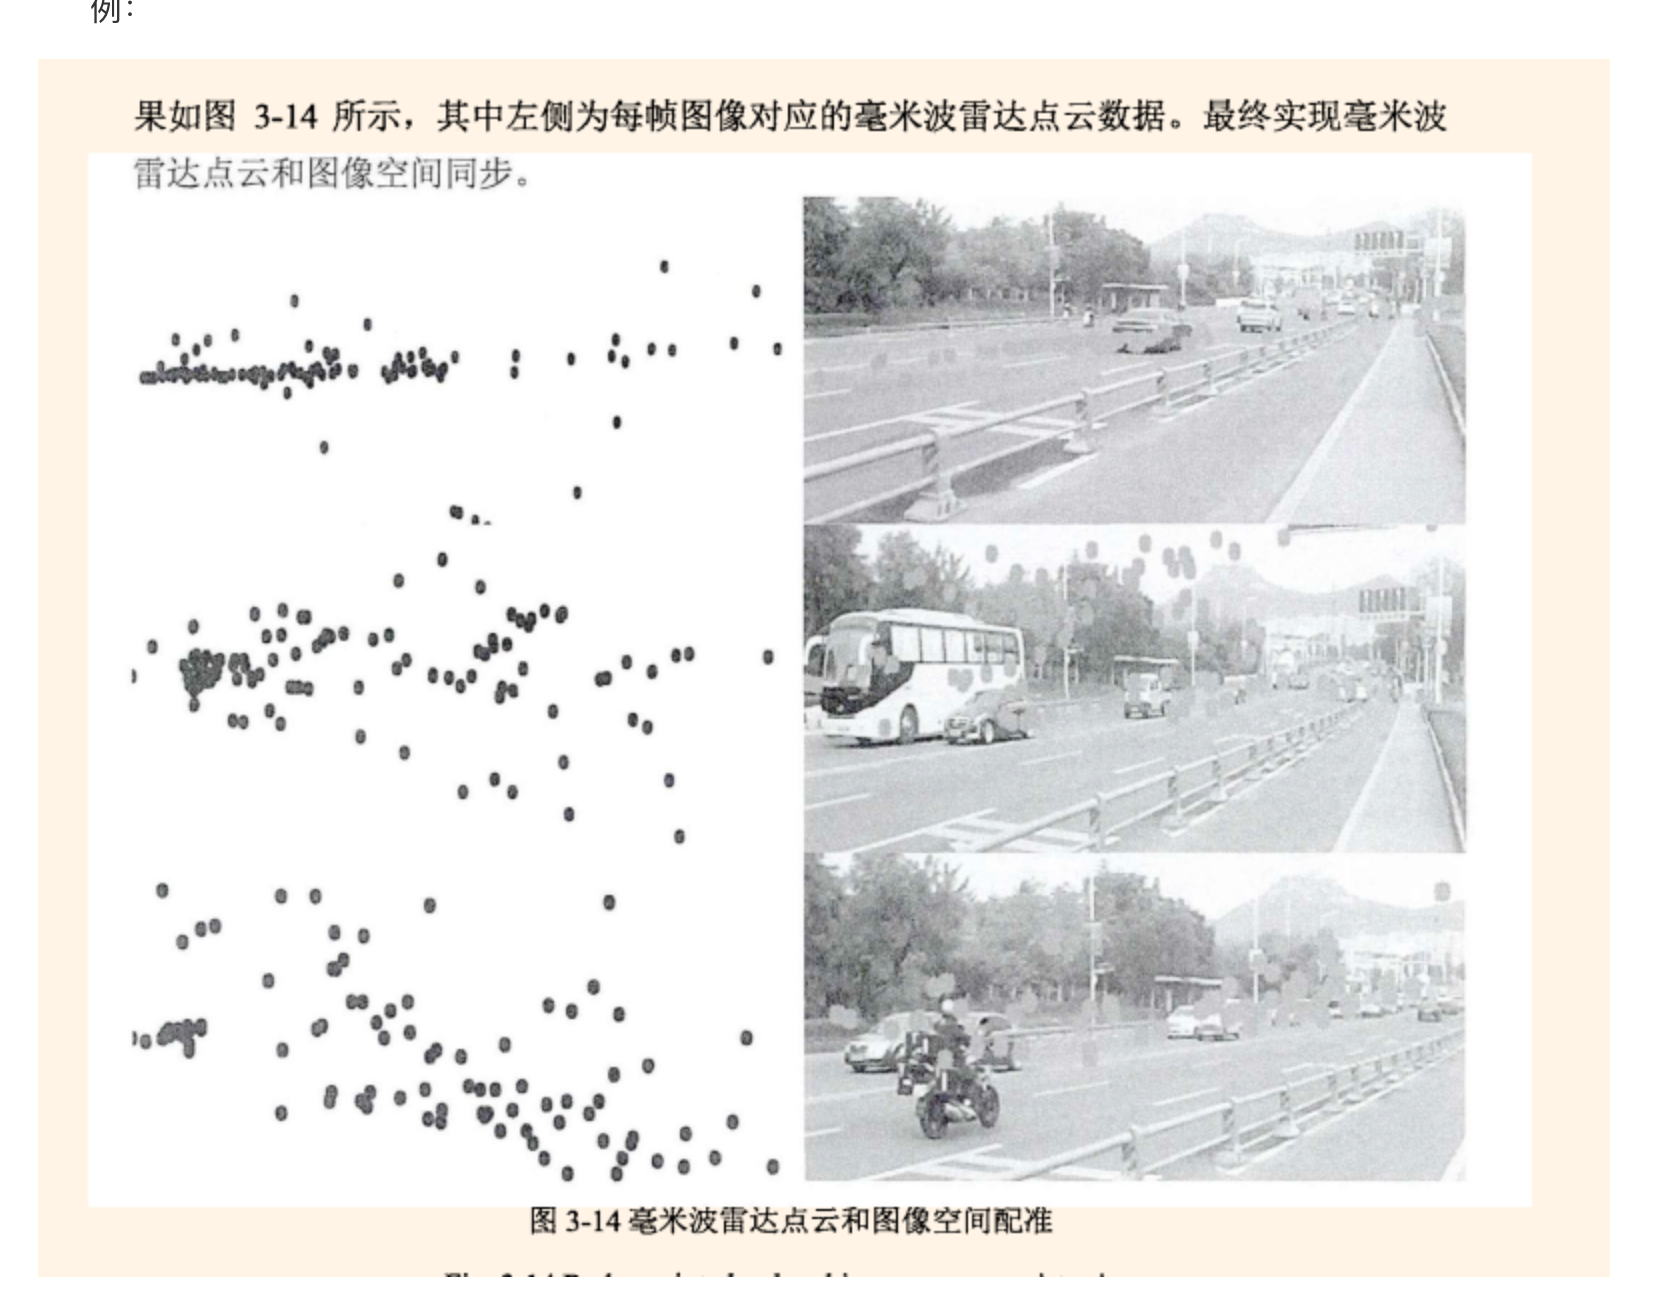 例：
果如图 3-14 所示，其中左侧为每帧图像对应的毫米波雷达点云数据。最终实现毫米波
雷达点云和图像空间同步。
图 3-14 毫米波雷达点云和图像空间配准